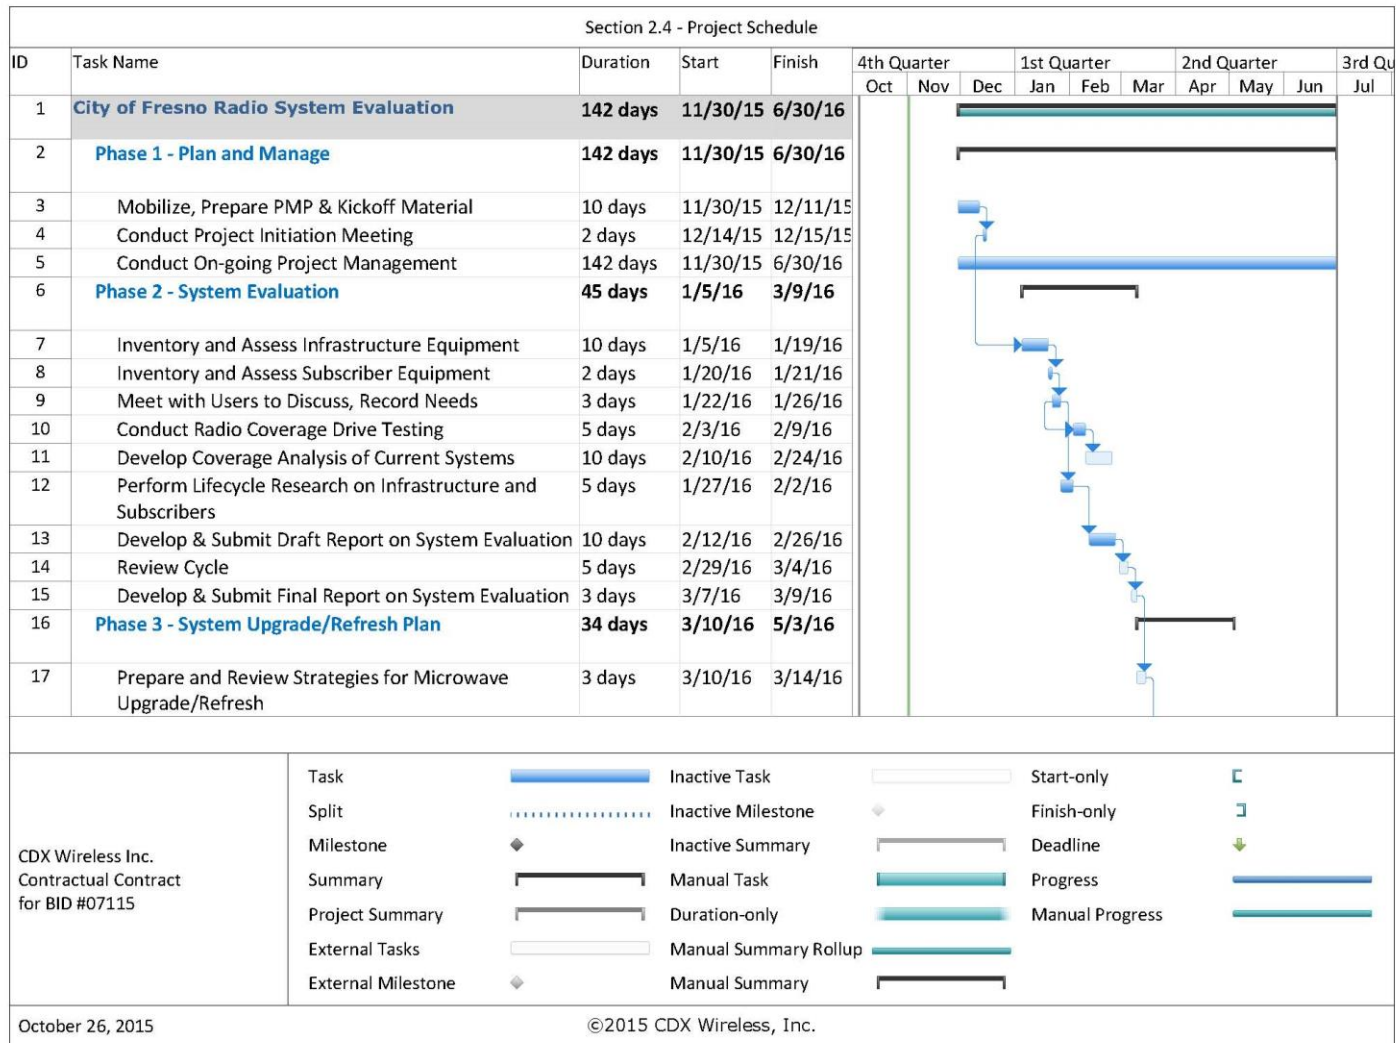 Section 2.4 - Project Schedule
ID Task Name Duration Start Finish 4th Quarter 1st Quarter 2nd Quarter 3rd Qu
Oct Nov Dec Jan Feb Mar Apr May Jun Jul
1 City of Fresno Radio System Evaluation 142 days 11/30/15 6/30/16
2 Phase 1 - Plan and Manage 142 days 11/30/15 6/30/16
3 Mobilize, Prepare PMP & Kickoff Material 10 days 11/30/15 12/11/15
4 Conduct Project Initiation Meeting 2 days 12/14/15 12/15/15
5 Conduct On-going Project Management 142 days 11/30/15 6/30/16
6 Phase 2 - System Evaluation 45 days 1/5/16 3/9/16
7 Inventory and Assess Infrastructure Equipment 10 days 1/5/16 1/19/16
8 Inventory and Assess Subscriber Equipment 2 days 1/20/16 1/21/16
9 Meet with Users to Discuss, Record Needs 3 days 1/22/16 1/26/16
10 Conduct Radio Coverage Drive Testing 5 days 2/3/16 2/9/16
11 Develop Coverage Analysis of Current Systems 10 days 2/10/16 2/24/16
12 Perform Lifecycle Research on Infrastructure and 5 days 1/27/16 2/2/16
Subscribers
13 Develop & Submit Draft Report on System Evaluation 10 days 2/12/16 2/26/16
14 Review Cycle 5 days 2/29/16 3/4/16
15 Develop & Submit Final Report on System Evaluation 3 days 3/7/16 3/9/16
16 Phase 3 - System Upgrade/Refresh Plan 34 days 3/10/16 5/3/16
17 Prepare and Review Strategies for Microwave 3 days 3/10/16 3/14/16
Upgrade/Refresh
CDX Wireless Inc.
Contractual Contract
for BID #07115
Task Inactive Task Start-only
Split Inactive Milestone Finish-only
Milestone Inactive Summary Deadline
Summary Manual Task Progress
Project Summary Duration-only Manual Progress
External Tasks Manual Summary Rollup
External Milestone Manual Summary
October 26, 2015 ©2015 CDX Wireless, Inc.